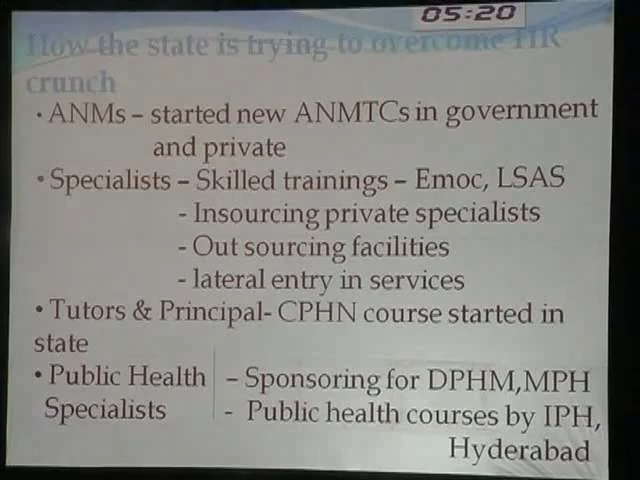 05:20
How the state is trying to overcome HR
crunch
• ANMs – started new ANMTCs in government
and private
• Specialists – Skilled trainings – Emoc, LSAS
- Insourcing private specialists
- Out sourcing facilities
- lateral entry in services
• Tutors & Principal- CPHN course started in
state
• Public Health – Sponsoring for DPHM,MPH
Specialists - Public health courses by IPH,
Hyderabad